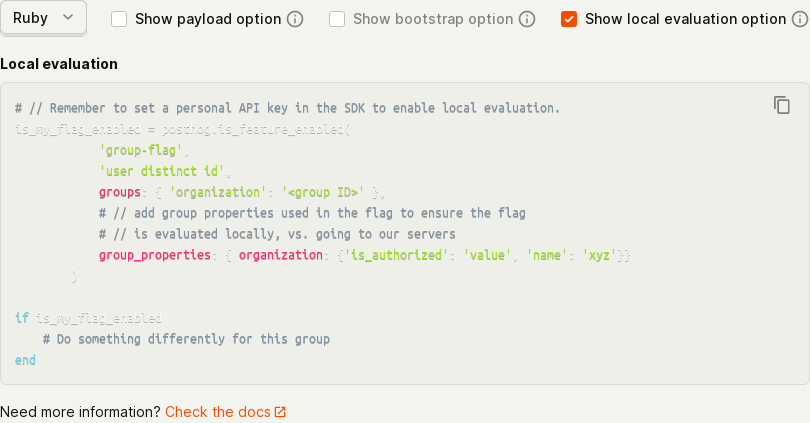 Ruby
Show payload option
Show bootstrap option
Show local evaluation option
Local evaluation
# // Remember to set a personal API key in the SDK to enable local evaluation.
is_my_flag_enabled = posthog.is_feature_enabled(
'group-flag',
'user distinct id',
groups: { 'organization': '<group ID>' },
# // add group properties used in the flag to ensure the flag
# // is evaluated locally, vs. going to our servers
group_properties: { organization: {'is_authorized': 'value', 'name': 'xyz'}}
)
if is_my_flag_enabled
# Do something differently for this group
end
Need more information? Check the docs